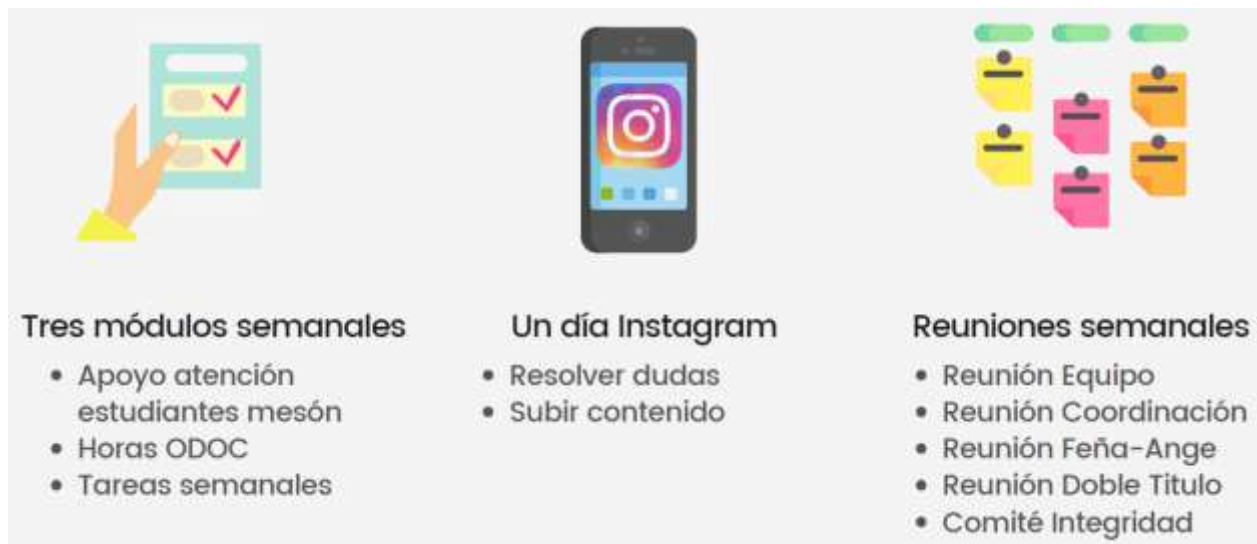 Tres módulos semanales
• Apoyo atención
estudiantes mesón
• Horas ODOC
• Tareas semanales
Un día Instagram
• Resolver dudas
• Subir contenido
Reuniones semanales
• Reunión Equipo
• Reunión Coordinación
• Reunión Feña-Ange
• Reunión Doble Titulo
• Comité Integridad